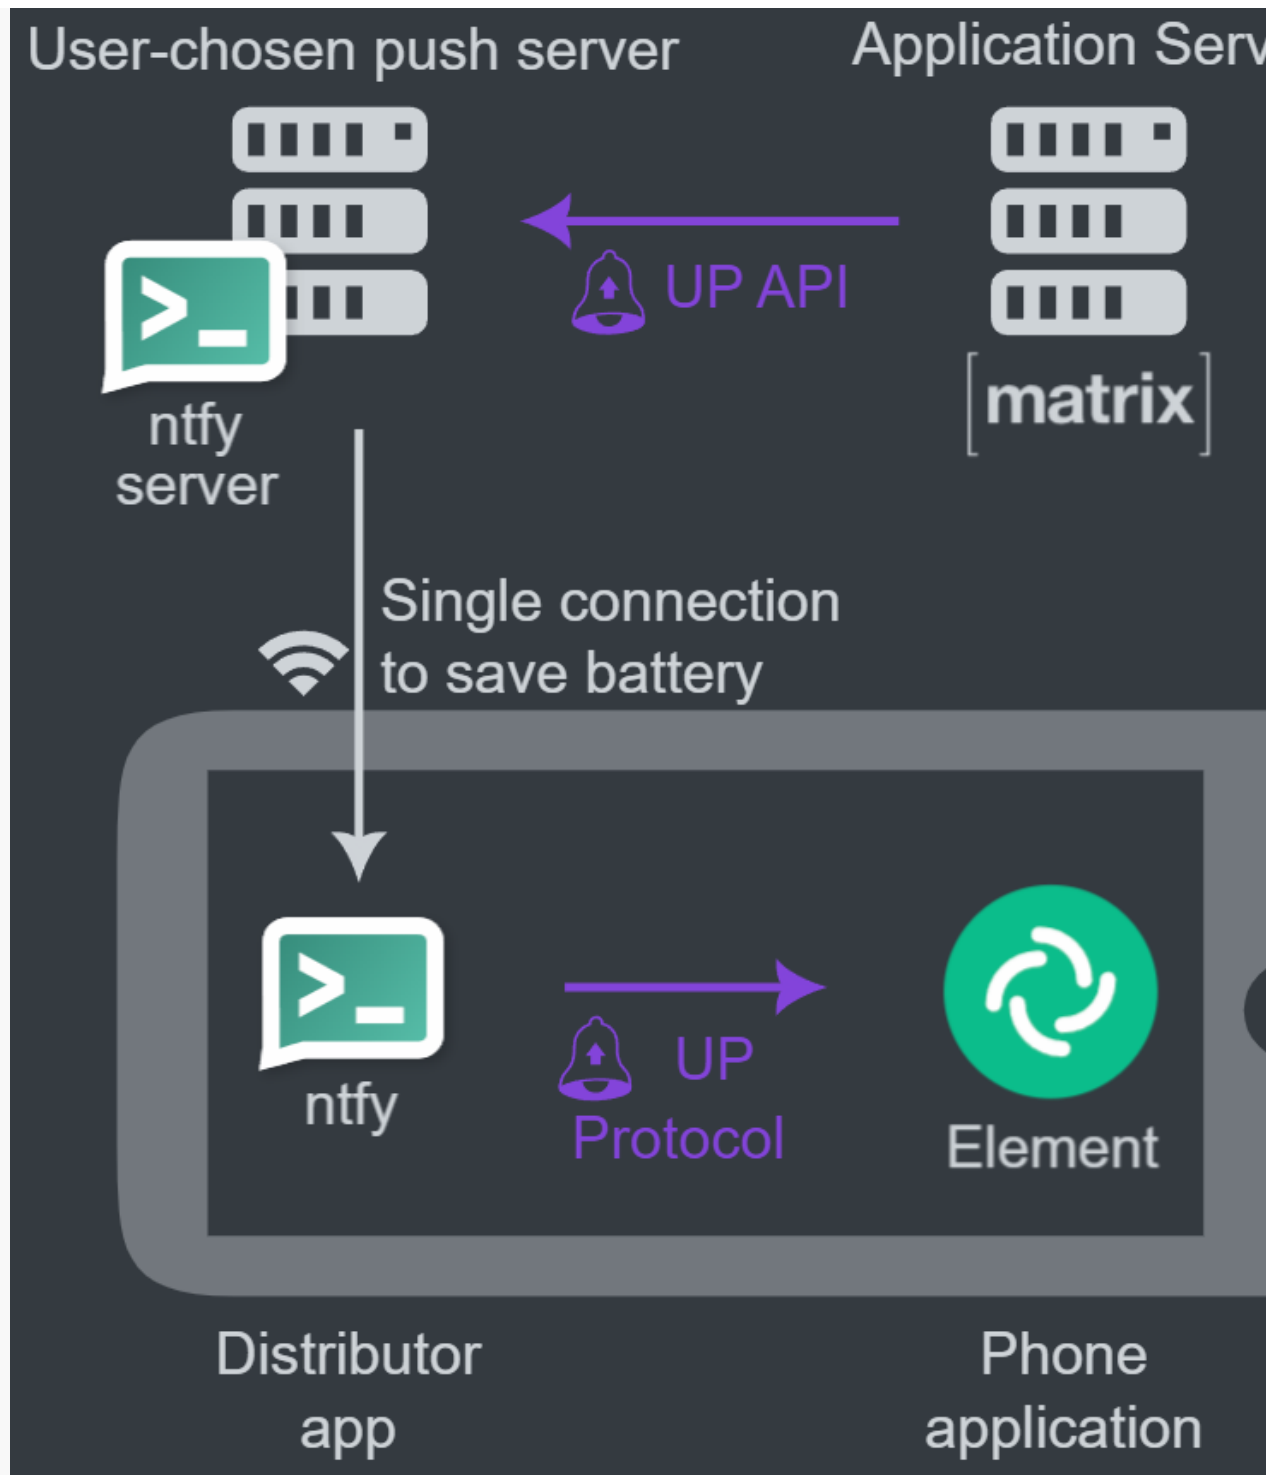 User-chosen push server
Application Serv
UP API
[matrix]
ntfy
server
Single connection
to save battery
ntfy
UP
Protocol
Element
Distributor
app
Phone
application